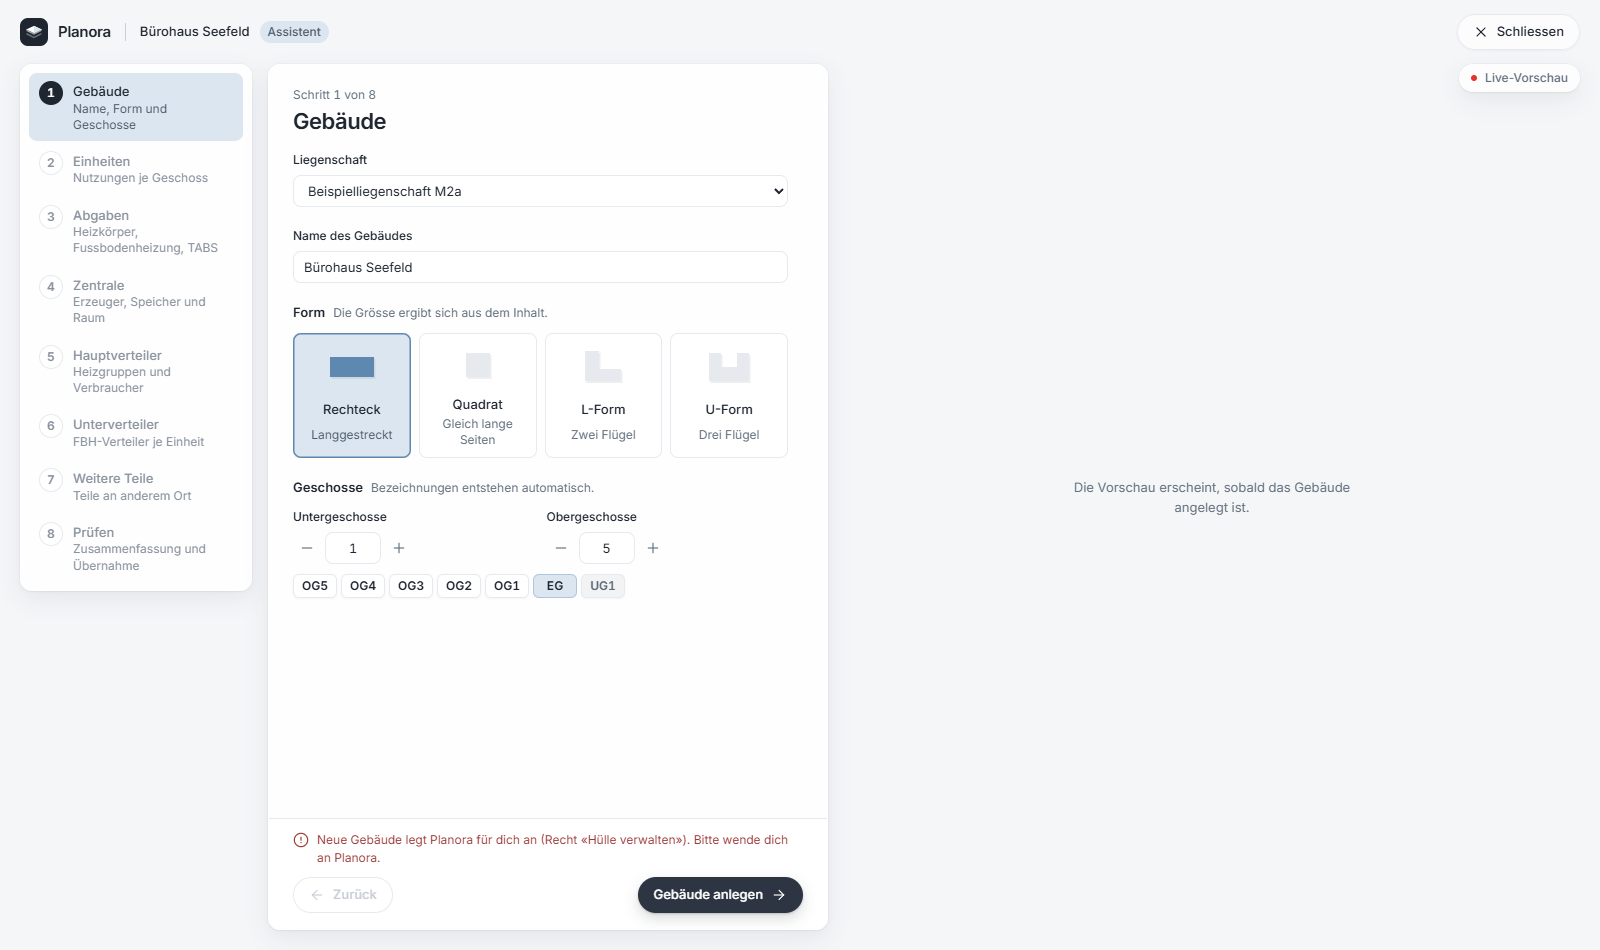 Planora
Bürohaus Seefeld
Assistent
Schliessen
1
Gebäude
Name, Form und
Geschosse
2
Einheiten
Nutzungen je Geschoss
3
Abgaben
Heizkörper,
Fussbodenheizung, TABS
4
Zentrale
Erzeuger, Speicher und
Raum
5
Hauptverteiler
Heizgruppen und
Verbraucher
6
Unterverteiler
FBH-Verteiler je Einheit
7
Weitere Teile
Teile an anderem Ort
8
Prüfen
Zusammenfassung und
Übernahme
Schritt 1 von 8
Gebäude
Liegenschaft
Beispielliegenschaft M2a
Name des Gebäudes
Bürohaus Seefeld
Form Die Grösse ergibt sich aus dem Inhalt.
Rechteck
Langgestreckt
Quadrat
Gleich lange
Seiten
L-Form
Zwei Flügel
U-Form
Drei Flügel
Geschosse Bezeichnungen entstehen automatisch.
Untergeschosse
1
Obergeschosse
5
OG5 OG4 OG3 OG2 OG1 EG UG1
Neue Gebäude legt Planora für dich an (Recht «Hülle verwalten»). Bitte wende dich
an Planora.
Zurück
Gebäude anlegen
Live-Vorschau
Die Vorschau erscheint, sobald das Gebäude
angelegt ist.